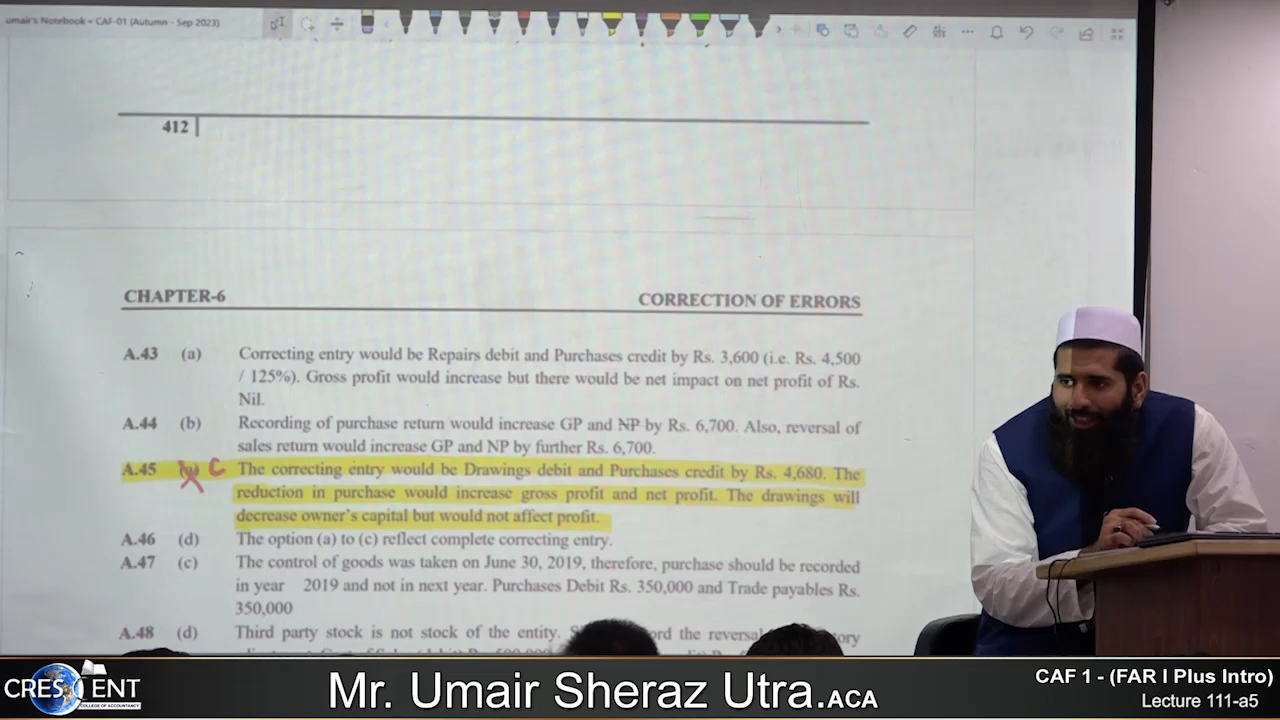 umair's Notebook » CAF-01 (Autumn - Sep 2023)
412
CHAPTER-6 CORRECTION OF ERRORS
A.43 (a) Correcting entry would be Repairs debit and Purchases credit by Rs. 3,600 (i.e. Rs. 4,500
/ 125%). Gross profit would increase but there would be net impact on net profit of Rs.
Nil.
A.44 (b) Recording of purchase return would increase GP and NP by Rs. 6,700. Also, reversal of
sales return would increase GP and NP by further Rs. 6,700.
A.45 C The correcting entry would be Drawings debit and Purchases credit by Rs. 4,680. The
reduction in purchase would increase gross profit and net profit. The drawings will
decrease owner's capital but would not affect profit.
A.46 (d) The option (a) to (c) reflect complete correcting entry.
A.47 (c) The control of goods was taken on June 30, 2019, therefore, purchase should be recorded
in year 2019 and not in next year. Purchases Debit Rs. 350,000 and Trade payables Rs.
350,000
A.48 (d) Third party stock is not stock of the entity. the reversal
CRESCENT
COLLEGE OF ACCOUNTANCY
Mr. Umair Sheraz Utra.ACA
CAF 1 - (FAR I Plus Intro)
Lecture 111-a5